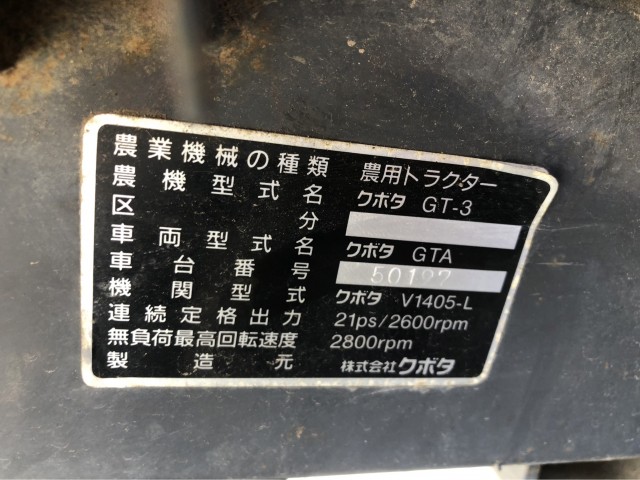 農業機械の種類 農用トラクター
農機型式名 クボタ GT-3
区分
車両型式名 クボタ GTA
車台番号
機関型式 クボタ V1405-L
連続定格出力 21ps/2600rpm
無負荷最高回転速度 2800rpm
製造元 株式会社クボタ